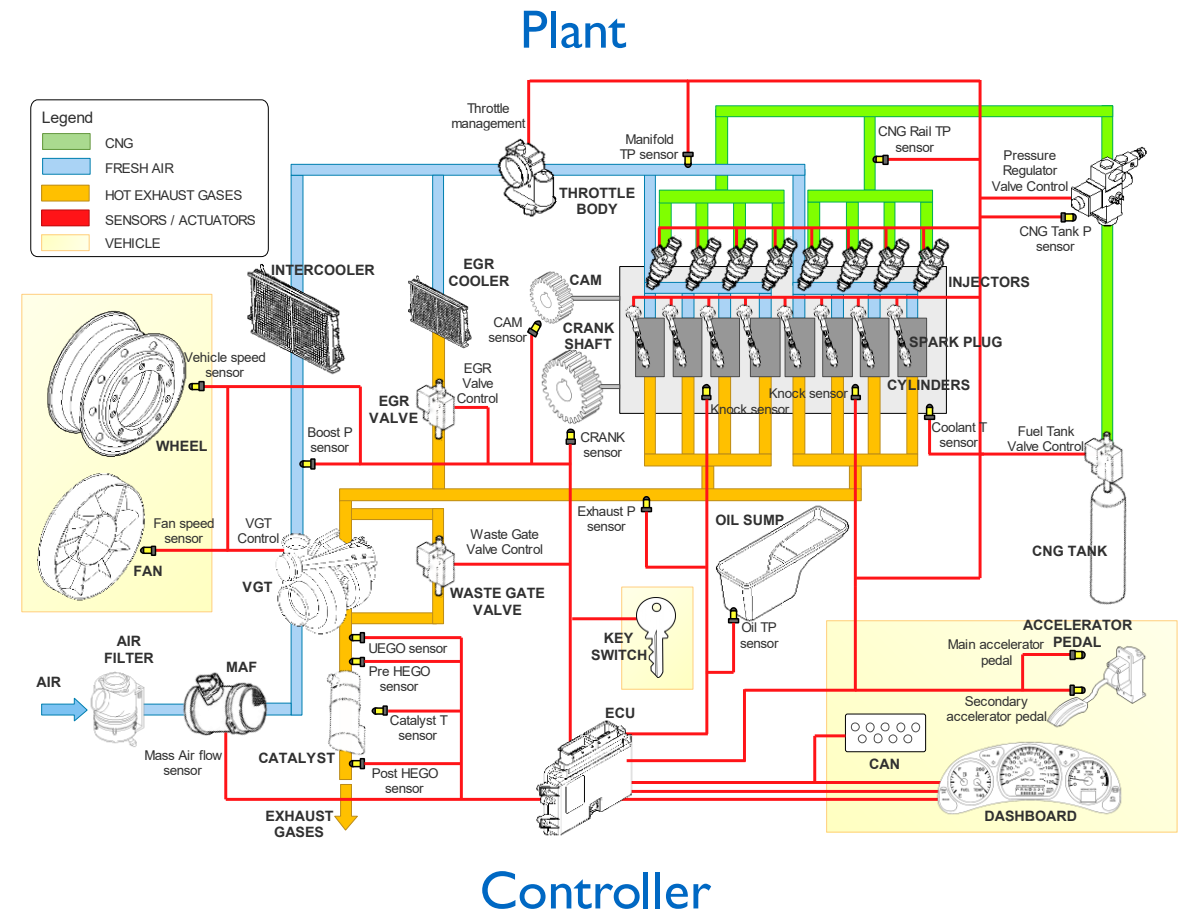 Plant
Legend
CNG
FRESH AIR
HOT EXHAUST GASES
SENSORS / ACTUATORS
VEHICLE
Throttle
management
Manifold
TP sensor
CNG Rail TP
sensor
Pressure
Regulator
Valve Control
THROTTLE
BODY
CNG Tank P
sensor
INTERCOOLER
EGR
COOLER
CAM
INJECTORS
CAM
sensor
CRANK
SHAFT
SPARK PLUG
Vehicle speed
sensor
EGR
Valve
Control
CYLINDERS
EGR
VALVE
Knock sensor
Knock sensor
WHEEL
Boost P
sensor
CRANK
sensor
Coolant T
sensor
Fuel Tank
Valve Control
Fan speed
sensor
VGT
Control
Exhaust P
sensor
OIL SUMP
Waste Gate
Valve Control
CNG TANK
FAN
VGT
WASTE GATE
VALVE
AIR
FILTER
UEGO sensor
KEY
SWITCH
Oil TP
sensor
ACCELERATOR
PEDAL
Main accelerator
pedal
AIR
MAF
Pre HEGO
sensor
Secondary
accelerator pedal
Catalyst T
sensor
ECU
Mass Air flow
sensor
CATALYST
Post HEGO
sensor
CAN
EXHAUST
GASES
DASHBOARD
Controller